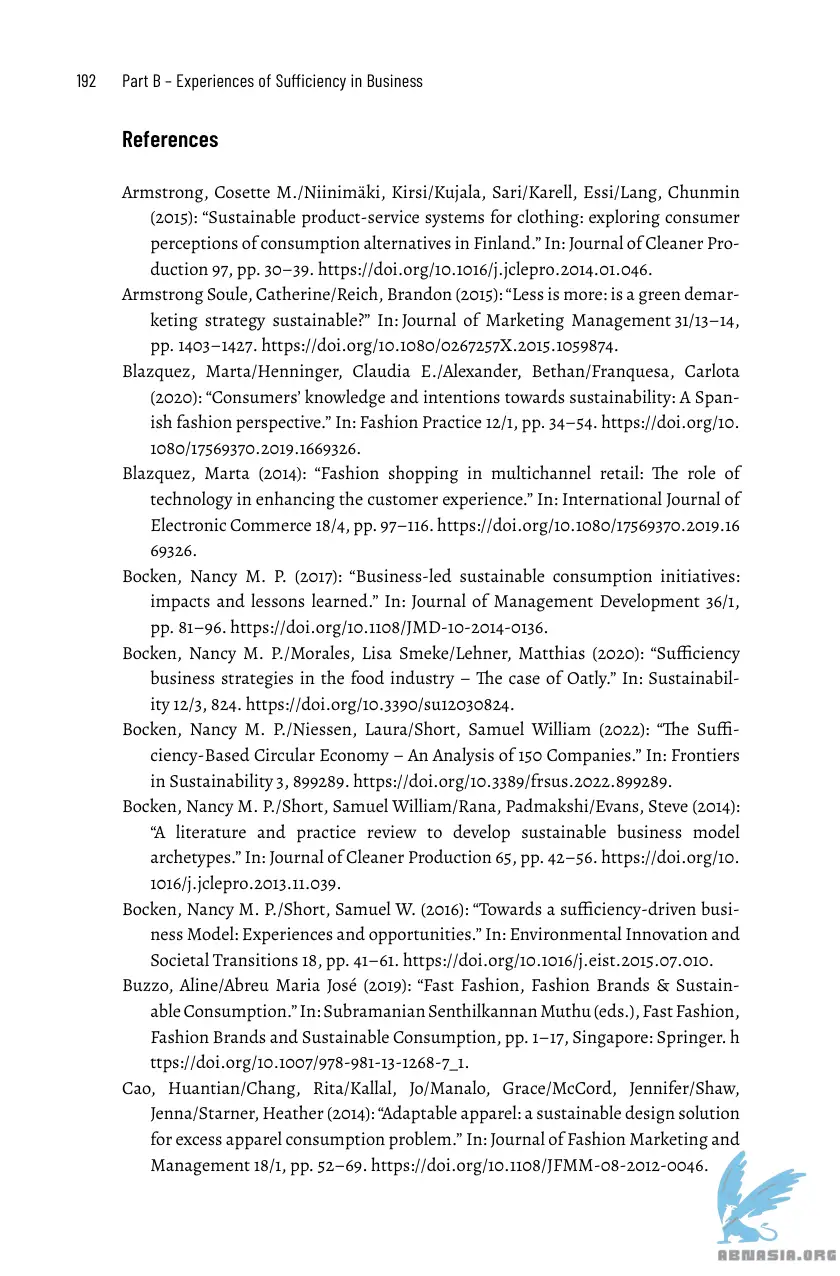 192 Part B – Experiences of Sufficiency in Business
References
Armstrong, Cosette M./Niinimäki, Kirsi/Kujala, Sari/Karell, Essi/Lang, Chunmin
(2015): “Sustainable product-service systems for clothing: exploring consumer
perceptions of consumption alternatives in Finland.” In: Journal of Cleaner Pro-
duction 97, pp. 30–39. https://doi.org/10.1016/j.jclepro.2014.01.046.
Armstrong Soule, Catherine/Reich, Brandon (2015): “Less is more: is a green demar-
keting strategy sustainable?” In: Journal of Marketing Management 31/13–14,
pp. 1403–1427. https://doi.org/10.1080/0267257X.2015.1059874.
Blazquez, Marta/Henninger, Claudia E./Alexander, Bethan/Franquesa, Carlota
(2020): “Consumers’ knowledge and intentions towards sustainability: A Span-
ish fashion perspective.” In: Fashion Practice 12/1, pp. 34–54. https://doi.org/10.
1080/17569370.2019.1669326.
Blazquez, Marta (2014): “Fashion shopping in multichannel retail: The role of
technology in enhancing the customer experience.” In: International Journal of
Electronic Commerce 18/4, pp. 97–116. https://doi.org/10.1080/17569370.2019.16
69326.
Bocken, Nancy M. P. (2017): “Business-led sustainable consumption initiatives:
impacts and lessons learned.” In: Journal of Management Development 36/1,
pp. 81–96. https://doi.org/10.1108/JMD-10-2014-0136.
Bocken, Nancy M. P./Morales, Lisa Smeke/Lehner, Matthias (2020): “Sufficiency
business strategies in the food industry – The case of Oatly.” In: Sustainabil-
ity 12/3, 824. https://doi.org/10.3390/su12030824.
Bocken, Nancy M. P./Niessen, Laura/Short, Samuel William (2022): “The Suffi-
ciency-Based Circular Economy – An Analysis of 150 Companies.” In: Frontiers
in Sustainability 3, 899289. https://doi.org/10.3389/frsus.2022.899289.
Bocken, Nancy M. P./Short, Samuel William/Rana, Padmakshi/Evans, Steve (2014):
“A literature and practice review to develop sustainable business model
archetypes.” In: Journal of Cleaner Production 65, pp. 42–56. https://doi.org/10.
1016/j.jclepro.2013.11.039.
Bocken, Nancy M. P./Short, Samuel W. (2016): “Towards a sufficiency-driven busi-
ness Model: Experiences and opportunities.” In: Environmental Innovation and
Societal Transitions 18, pp. 41–61. https://doi.org/10.1016/j.eist.2015.07.010.
Buzzo, Aline/Abreu Maria José (2019): “Fast Fashion, Fashion Brands & Sustain-
able Consumption.” In: Subramanian Senthilkannan Muthu (eds.), Fast Fashion,
Fashion Brands and Sustainable Consumption, pp. 1–17, Singapore: Springer. h
ttps://doi.org/10.1007/978-981-13-1268-7_1.
Cao, Huantian/Chang, Rita/Kallal, Jo/Manalo, Grace/McCord, Jennifer/Shaw,
Jenna/Starner, Heather (2014): “Adaptable apparel: a sustainable design solution
for excess apparel consumption problem.” In: Journal of Fashion Marketing and
Management 18/1, pp. 52–69. https://doi.org/10.1108/JFMM-08-2012-0046.
ABNASIA.ORG